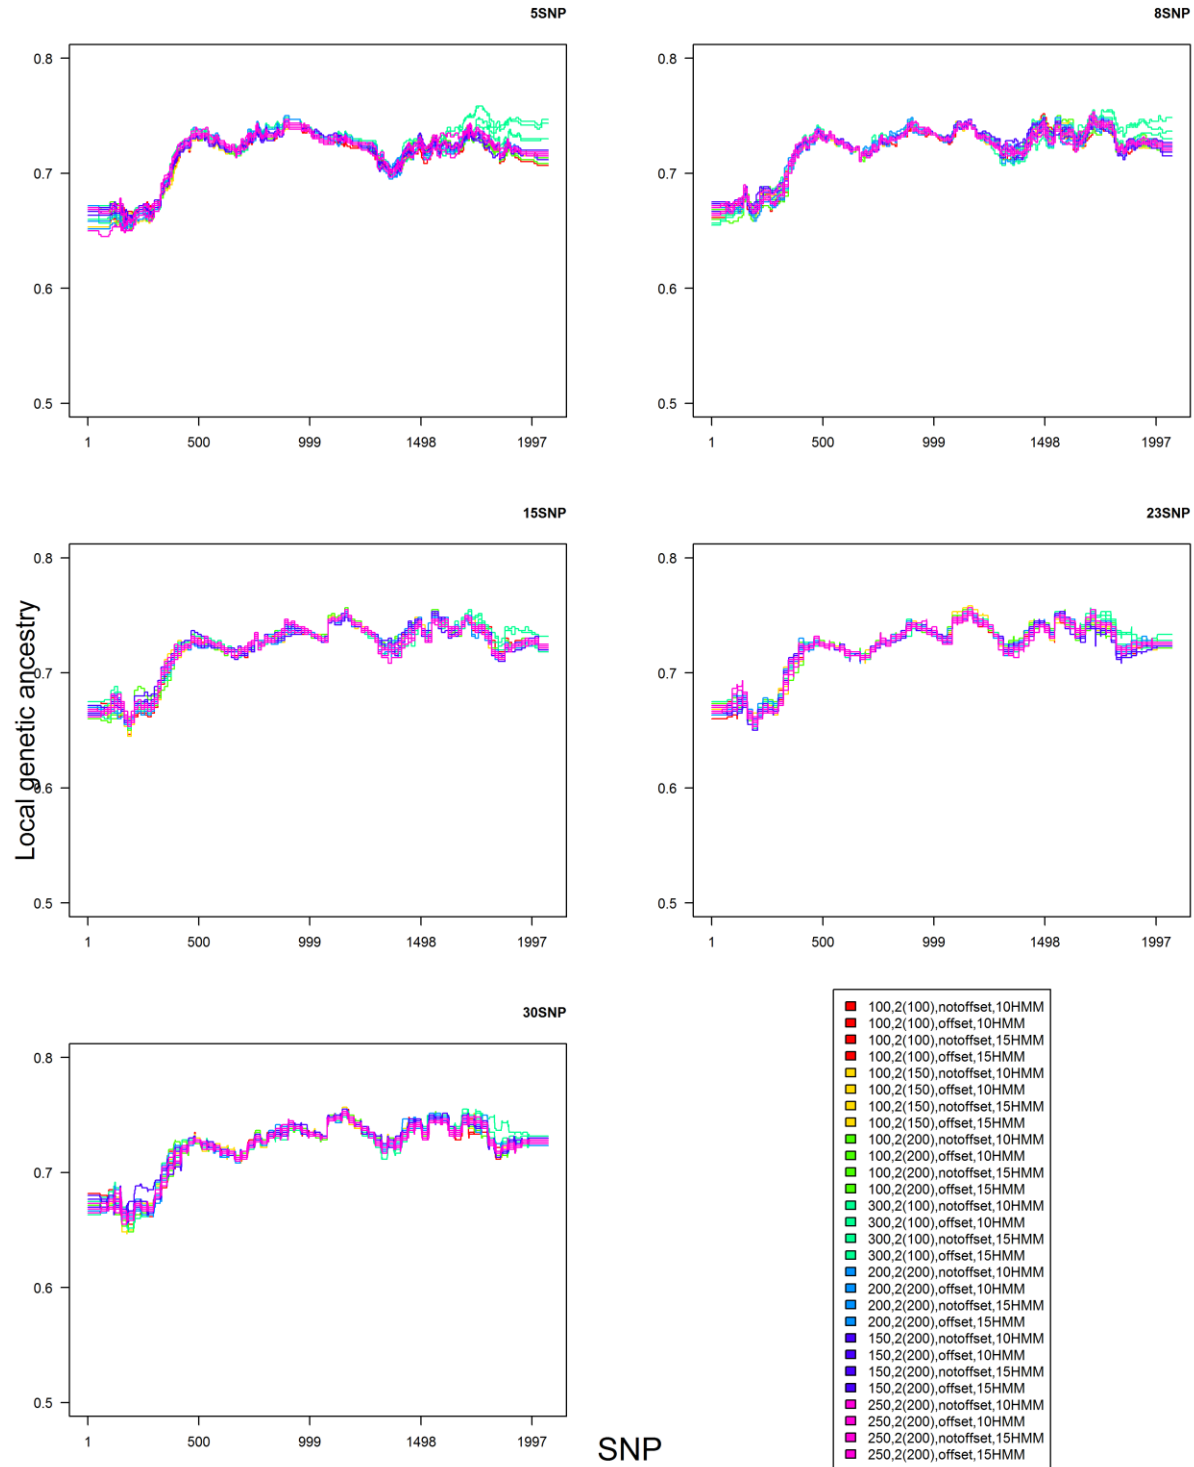 5SNP
0.8
0.7
0.6
0.5
1 500 999 1498 1997
8SNP
0.8
0.7
0.6
0.5
1 500 999 1498 1997
Local genetic ancestry
15SNP
0.8
0.7
0.6
0.5
1 500 999 1498 1997
23SNP
0.8
0.7
0.6
0.5
1 500 999 1498 1997
30SNP
0.8
0.7
0.6
0.5
1 500 999 1498 1997
100,2(100),notoffset,10HMM
100,2(100),offset,10HMM
100,2(100),notoffset,15HMM
100,2(100),offset,15HMM
100,2(150),notoffset,10HMM
100,2(150),offset,10HMM
100,2(150),notoffset,15HMM
100,2(150),offset,15HMM
100,2(200),notoffset,10HMM
100,2(200),offset,10HMM
100,2(200),notoffset,15HMM
100,2(200),offset,15HMM
300,2(100),notoffset,10HMM
300,2(100),offset,10HMM
300,2(100),notoffset,15HMM
300,2(100),offset,15HMM
200,2(200),notoffset,10HMM
200,2(200),offset,10HMM
200,2(200),notoffset,15HMM
200,2(200),offset,15HMM
150,2(200),notoffset,10HMM
150,2(200),offset,10HMM
150,2(200),notoffset,15HMM
150,2(200),offset,15HMM
250,2(200),notoffset,10HMM
250,2(200),offset,10HMM
250,2(200),notoffset,15HMM
250,2(200),offset,15HMM
SNP